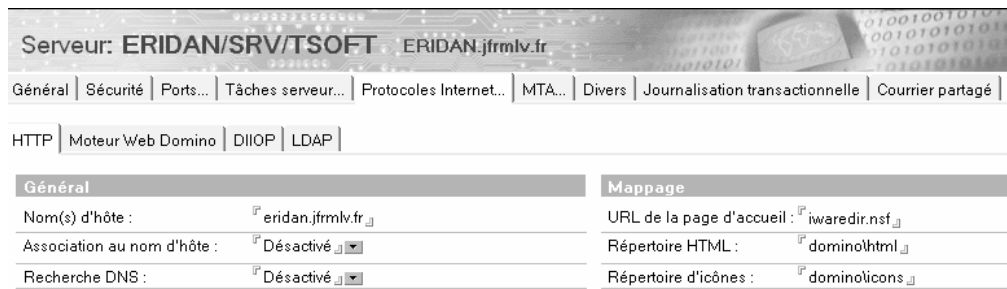 Serveur: ERIDAN/SRV/TSOFT ERIDAN.jfrmlv.fr
Général Sécurité Ports... Tâches serveur... Protocoles Internet... MTA... Divers Journalisation transactionnelle Courrier partagé
HTTP Moteur Web Domino DIIOP LDAP
Général Mappage
Nom(s) d'hôte : eridan.jfrmlv.fr URL de la page d'accueil : iwaredir.nsf
Association au nom d'hôte : Désactivé Répertoire HTML : domino\html
Recherche DNS : Désactivé Répertoire d'icônes : domino\icons